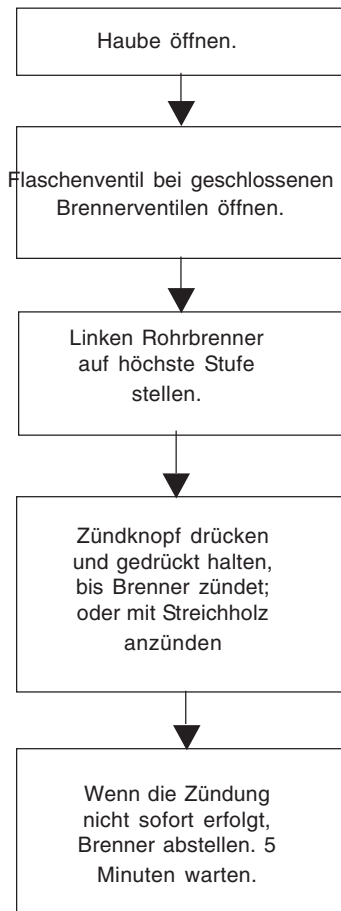 Haube öffnen.
Flaschenventil bei geschlossenen
Brennerventilen öffnen.
Linken Rohrbrenner
auf höchste Stufe
stellen.
Zündknopf drücken
und gedrückt halten,
bis Brenner zündet;
oder mit Streichholz
anzünden
Wenn die Zündung
nicht sofort erfolgt,
Brenner abstellen. 5
Minuten warten.